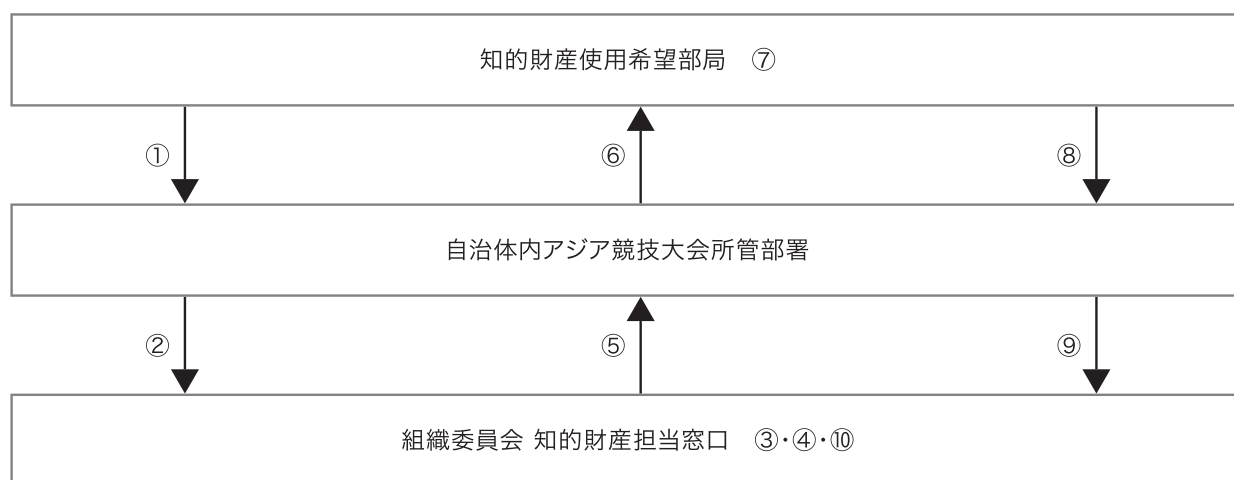 知的財産使用希望部局　⑦
①
⑥
⑧
自治体内アジア競技大会所管部署
②
⑤
⑨
組織委員会 知的財産担当窓口　③・④・⑩